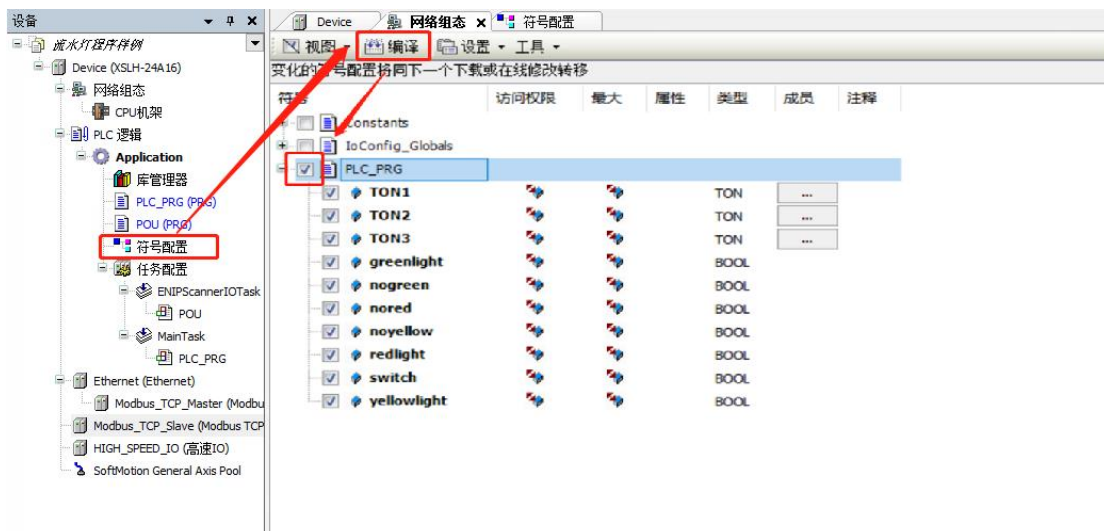 设备
流水灯程序样例
Device (XSLH-24A16)
网络组态
CPU机架
PLC 逻辑
Application
库管理器
PLC_PRG (PRG)
POU (PRG)
符号配置
任务配置
ENIPScannerIOTask
POU
MainTask
PLC_PRG
Ethernet (Ethernet)
Modbus_TCP_Master (Modbu
Modbus_TCP_Slave (Modbus TCP
HIGH_SPEED_IO (高速IO)
SoftMotion General Axis Pool
Device 网络组态 符号配置
视图 编译 设置 工具
变化的符号配置将同下一个下载或在线修改转移
符号 访问权限 最大 属性 类型 成员 注释
Constants
IoConfig_Globals
PLC_PRG
TON1 TON ...
TON2 TON ...
TON3 TON ...
greenlight BOOL
nogreen BOOL
nored BOOL
noyellow BOOL
redlight BOOL
switch BOOL
yellowlight BOOL